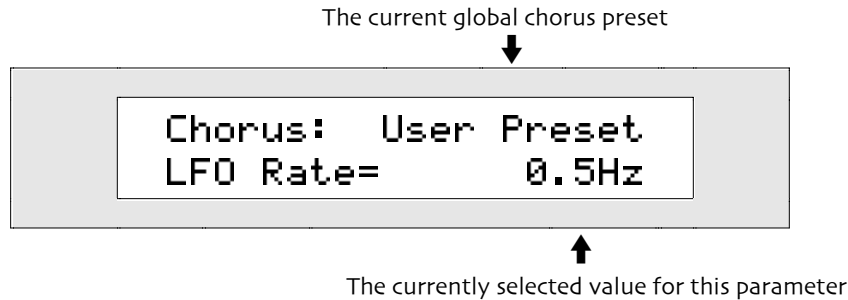 The current global chorus preset
Chorus: User Preset
LFO Rate= 0.5Hz
The currently selected value for this parameter